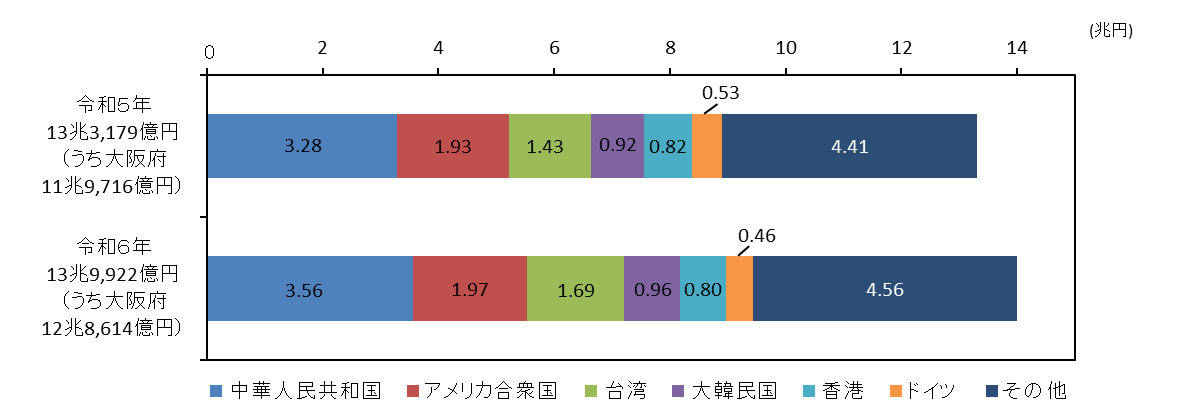 (兆円)
0 2 4 6 8 10 12 14
令和５年
13兆3,179億円
（うち大阪府
11兆9,716億円）
0.53
3.28 1.93 1.43 0.92 0.82 4.41
令和６年
13兆9,922億円
（うち大阪府
12兆8,614億円）
0.46
3.56 1.97 1.69 0.96 0.80 4.56
中華人民共和国 アメリカ合衆国 台湾 大韓民国 香港 ドイツ その他